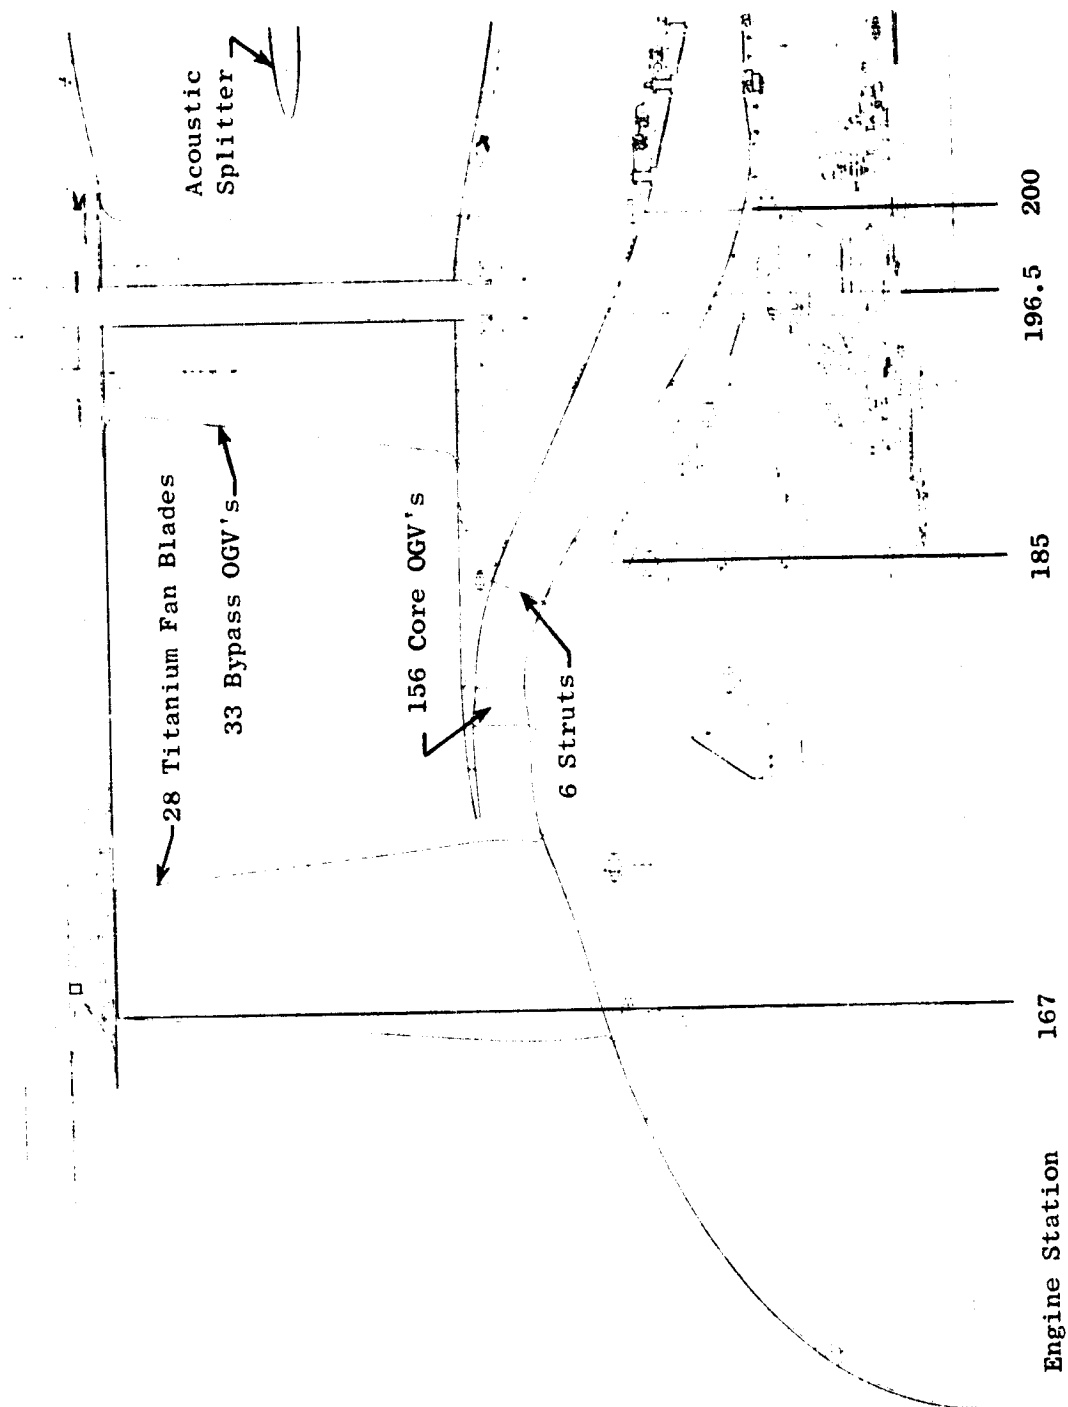 Acoustic
Splitter
28 Titanium Fan Blades
33 Bypass OGV's
156 Core OGV's
6 Struts
Engine Station
167
185
196.5
200